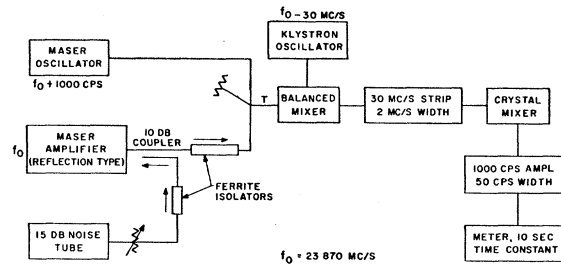 f₀-30 MC/S
KLYSTRON
OSCILLATOR
MASER
OSCILLATOR
f₀+1000 CPS
T
BALANCED
MIXER
30 MC/S STRIP
2 MC/S WIDTH
CRYSTAL
MIXER
f₀
MASER
AMPLIFIER
(REFLECTION TYPE)
10 DB
COUPLER
FERRITE
ISOLATORS
1000 CPS AMPL
50 CPS WIDTH
15 DB NOISE
TUBE
METER, 10 SEC
TIME CONSTANT
f₀ = 23 870 MC/S